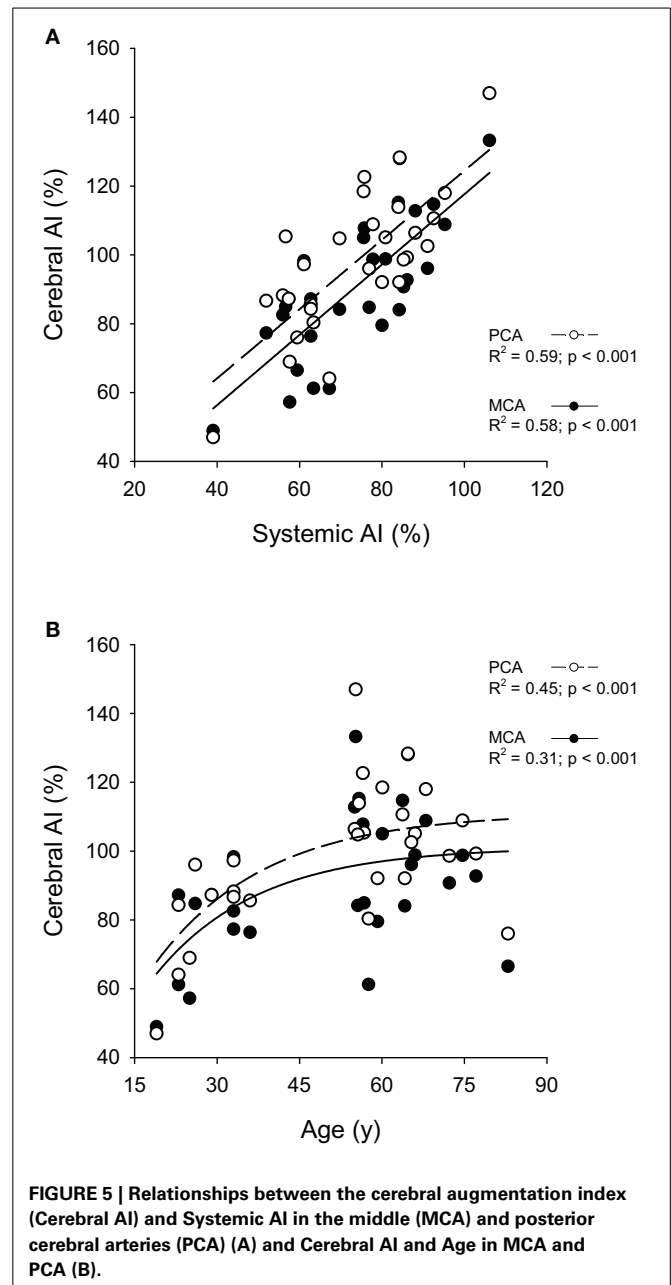 A
160
140
120
100
80
60
40
Cerebral AI (%)
PCA
R² = 0.59; p < 0.001
MCA
R² = 0.58; p < 0.001
20 40 60 80 100 120
Systemic AI (%)
B
160
140
120
100
80
60
40
Cerebral AI (%)
PCA
R² = 0.45; p < 0.001
MCA
R² = 0.31; p < 0.001
15 30 45 60 75 90
Age (y)
FIGURE 5 | Relationships between the cerebral augmentation index
(Cerebral AI) and Systemic AI in the middle (MCA) and posterior
cerebral arteries (PCA) (A) and Cerebral AI and Age in MCA and
PCA (B).